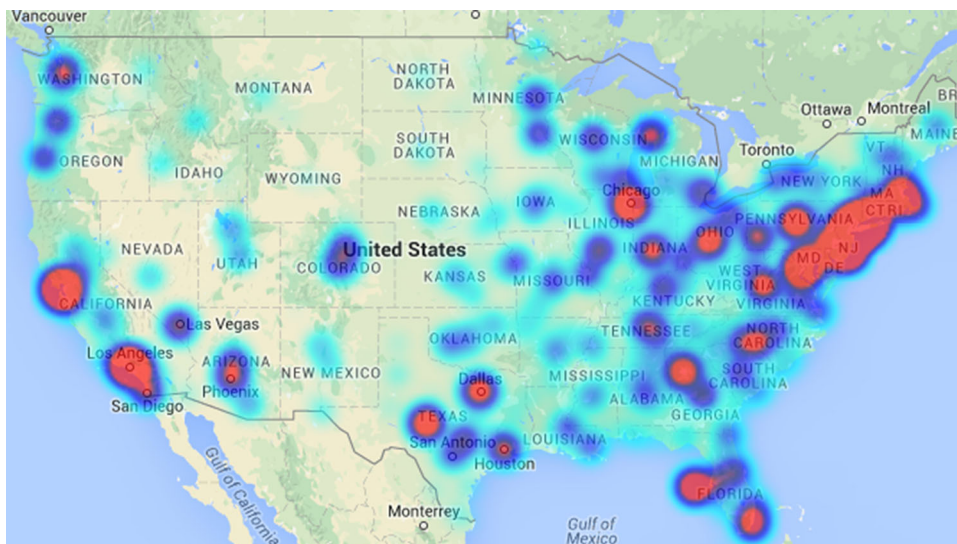 Vancouver
WASHINGTON
MONTANA
NORTH
DAKOTA
MINNESOTA
Ottawa
Montreal
BR
MAINE
OREGON
IDAHO
WYOMING
SOUTH
DAKOTA
WISCONSIN
MICHIGAN
Toronto
VT
NH
NEW YORK
MA
CTRI
NEBRASKA
IOWA
Chicago
ILLINOIS
INDIANA
OHIO
PENNSYLVANIA
NJ
MD
DE
NEVADA
UTAH
United States
COLORADO
KANSAS
MISSOURI
WEST
VIRGINIA
VIRGINIA
KENTUCKY
CALIFORNIA
Las Vegas
Los Angeles
San Diego
ARIZONA
Phoenix
NEW MEXICO
OKLAHOMA
TENNESSEE
NORTH
CAROLINA
Dallas
MISSISSIPPI
ALABAMA
SOUTH
CAROLINA
GEORGIA
TEXAS
San Antonio
Houston
LOUISIANA
FLORIDA
Gulf of California
Monterrey
Gulf of
Mexico